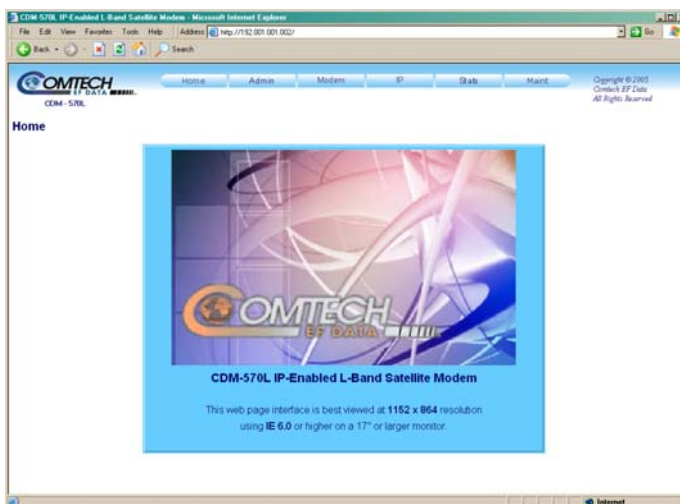 CDM-570L IP-Enabled L-Band Satellite Modem - Microsoft Internet Explorer
File Edit View Favorites Tools Help Address http://192.001.001.002/ Go
Back Search
COMTECH
EF DATA
CDM - 570L
Home Admin Modem IP Stats Maint
Copyright © 2005
Comtech EF Data
All Rights Reserved
Home
COMTECH
EF DATA
CDM-570L IP-Enabled L-Band Satellite Modem
This web page interface is best viewed at 1152 x 864 resolution
using IE 6.0 or higher on a 17" or larger monitor.
Internet